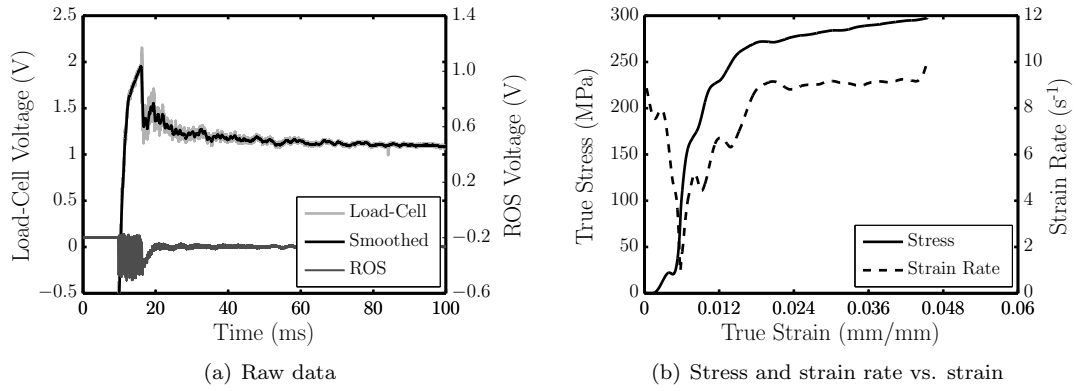 2.5
2
1.5
1
0.5
0
−0.5
Load-Cell Voltage (V)
1.4
1.0
0.6
0.2
−0.2
−0.6
ROS Voltage (V)
Load-Cell
Smoothed
ROS
0 20 40 60 80 100
Time (ms)
(a) Raw data
300
250
200
150
100
50
0
True Stress (MPa)
12
10
8
6
4
2
0
Strain Rate (s⁻¹)
Stress
Strain Rate
0 0.012 0.024 0.036 0.048 0.06
True Strain (mm/mm)
(b) Stress and strain rate vs. strain